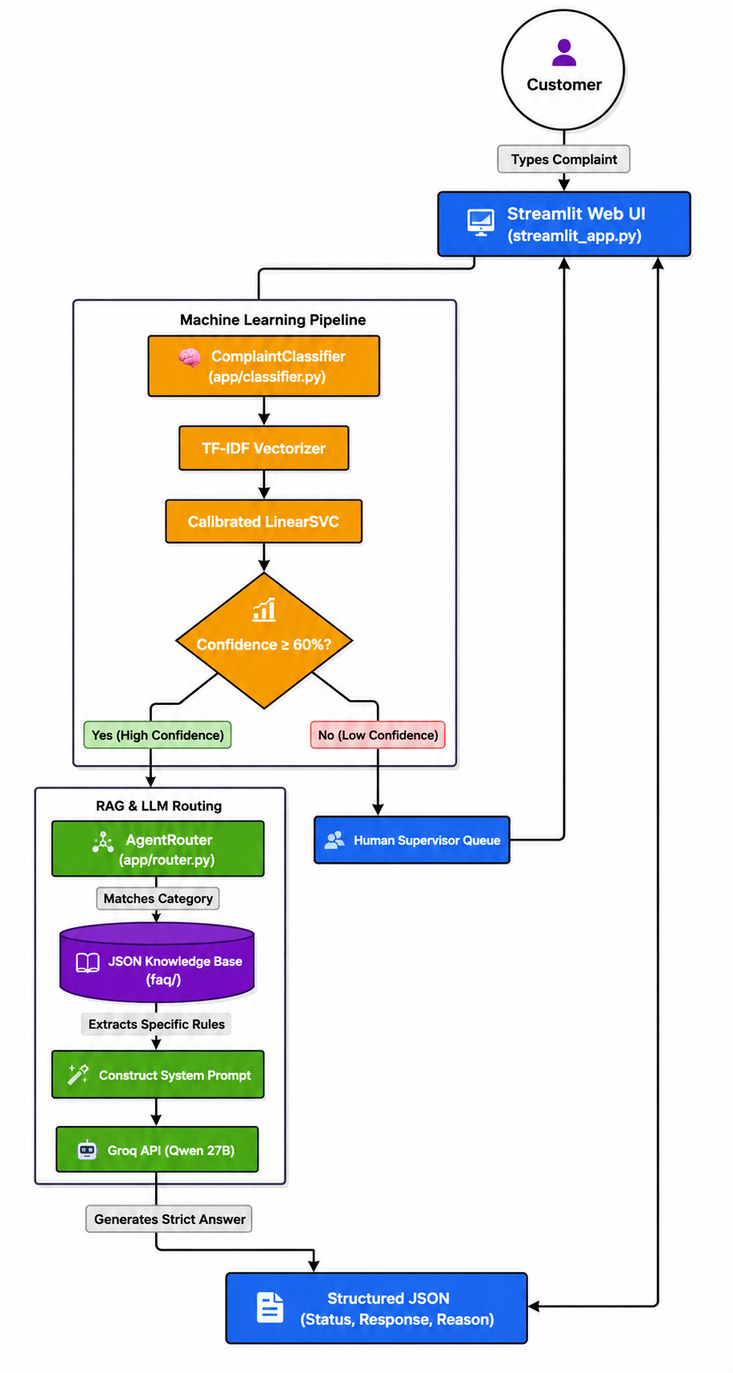 Customer
Types Complaint
Streamlit Web UI
(streamlit_app.py)
Machine Learning Pipeline
ComplaintClassifier
(app/classifier.py)
TF-IDF Vectorizer
Calibrated LinearSVC
Confidence ≥ 60%?
Yes (High Confidence)
No (Low Confidence)
RAG & LLM Routing
AgentRouter
(app/router.py)
Human Supervisor Queue
Matches Category
JSON Knowledge Base
(faq/)
Extracts Specific Rules
Construct System Prompt
Groq API (Qwen 27B)
Generates Strict Answer
Structured JSON
(Status, Response, Reason)